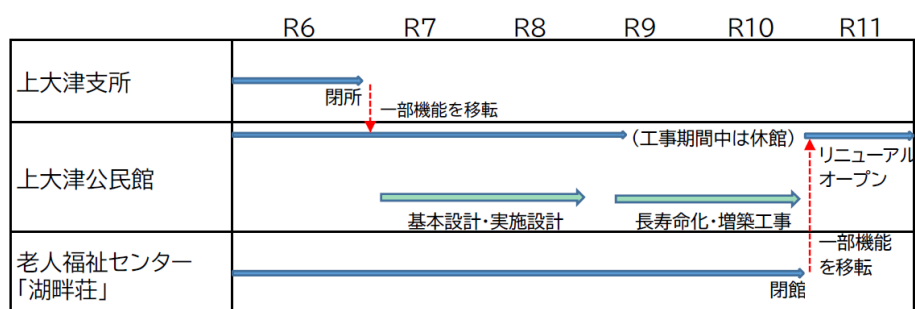 R6 R7 R8 R9 R10 R11
上大津支所
閉所
一部機能を移転
上大津公民館
(工事期間中は休館)
リニューアル
オープン
基本設計・実施設計
長寿命化・増築工事
老人福祉センター
「湖畔荘」
一部機能
を移転
閉館